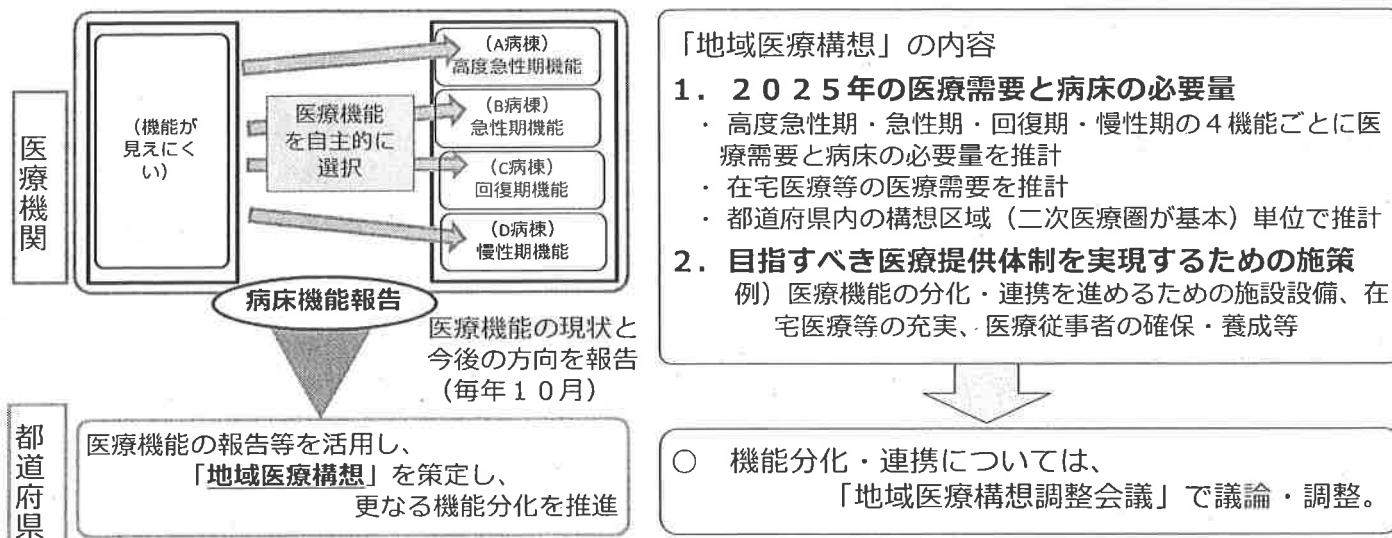 医療機関
(機能が
見えにく
い)
医療機能
を自主的に
選択
(A病棟)
高度急性期機能
(B病棟)
急性期機能
(C病棟)
回復期機能
(D病棟)
慢性期機能
病床機能報告
医療機能の現状と
今後の方向を報告
(毎年10月)
都道府県
医療機能の報告等を活用し、
「地域医療構想」を策定し、
更なる機能分化を推進
「地域医療構想」の内容
1.2025年の医療需要と病床の必要量
・高度急性期・急性期・回復期・慢性期の4機能ごとに医
療需要と病床の必要量を推計
・在宅医療等の医療需要を推計
・都道府県内の構想区域(二次医療圏が基本)単位で推計
2.目指すべき医療提供体制を実現するための施策
例)医療機能の分化・連携を進めるための施設設備、在
宅医療等の充実、医療従事者の確保・養成等
○ 機能分化・連携については、
「地域医療構想調整会議」で議論・調整。